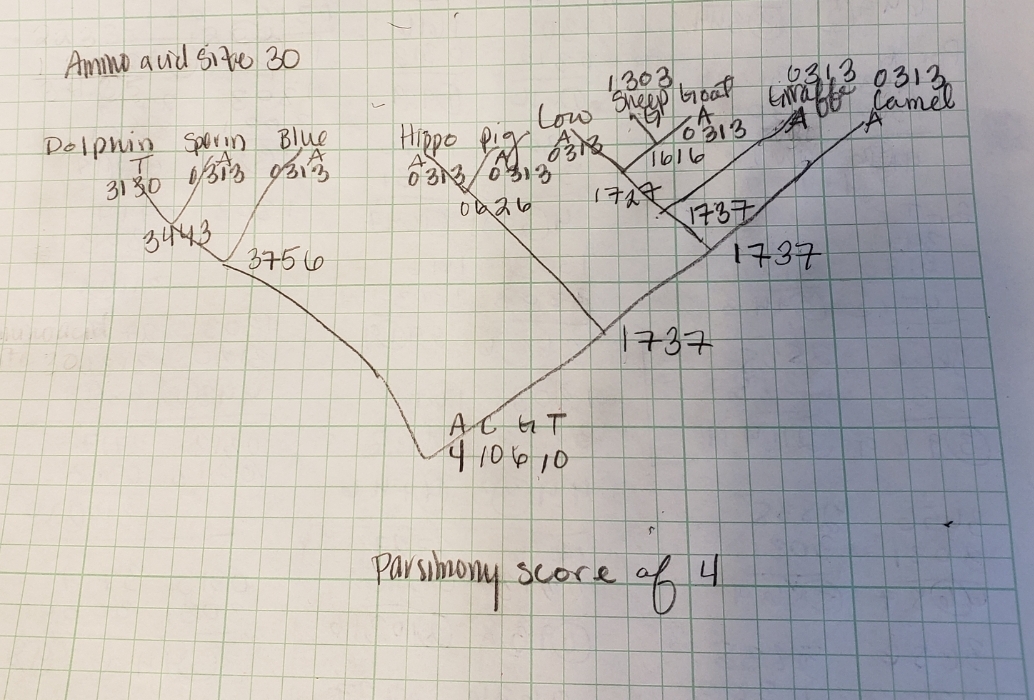 Amino acid site 30
1303 0313 0313
Sheep Goat Giraffe Camel
G A A A
Cow
A 0313
0313 1616
Dolphin Sperm Blue Hippo Pig
T A A A A
3130 0313 0313 0313 0313
1727 1737
0626
3443
3756 1737
1737
A C G T
4 10 6 10
Parsimony score of 4